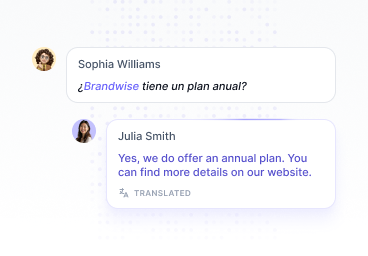 Sophia Williams
¿Brandwise tiene un plan anual?
Julia Smith
Yes, we do offer an annual plan. You
can find more details on our website.
TRANSLATED